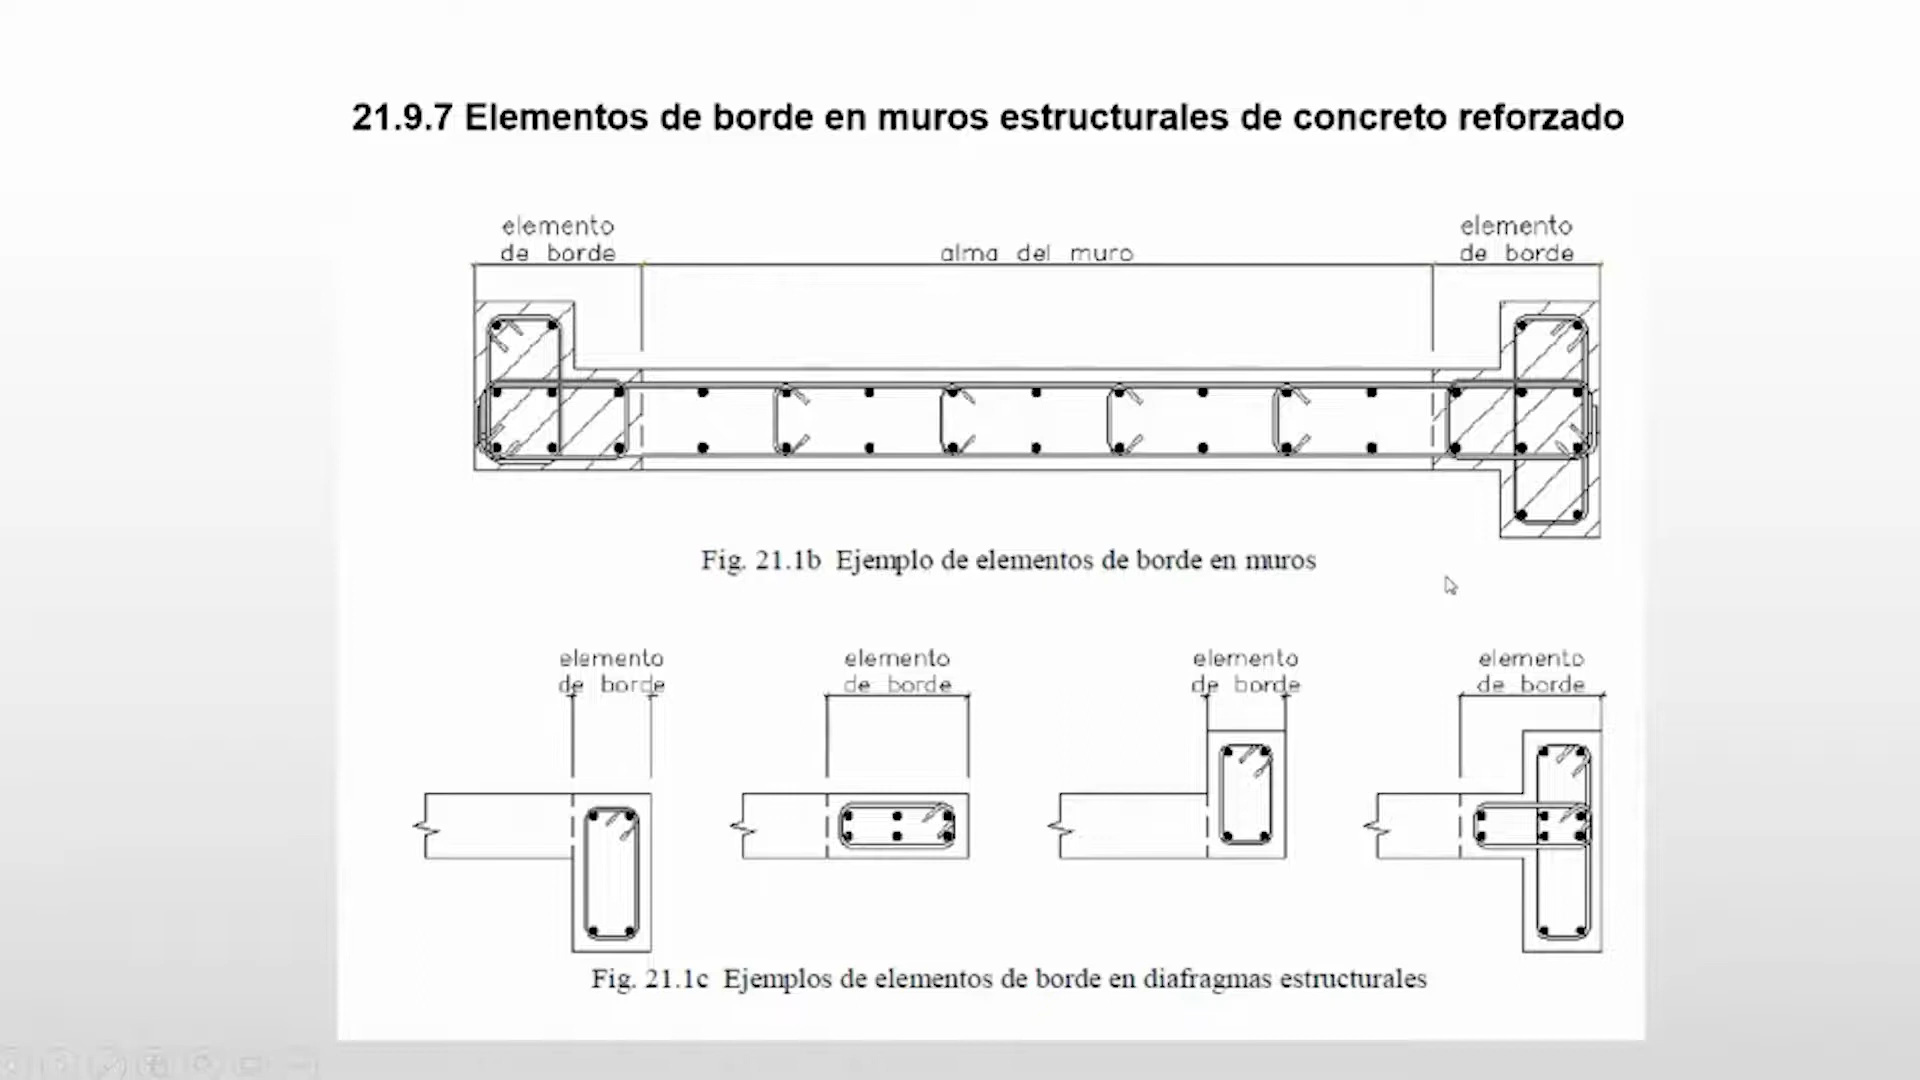 21.9.7 Elementos de borde en muros estructurales de concreto reforzado
elemento
de borde
alma del muro
elemento
de borde
Fig. 21.1b Ejemplo de elementos de borde en muros
elemento
de borde
elemento
de borde
elemento
de borde
elemento
de borde
Fig. 21.1c Ejemplos de elementos de borde en diafragmas estructurales